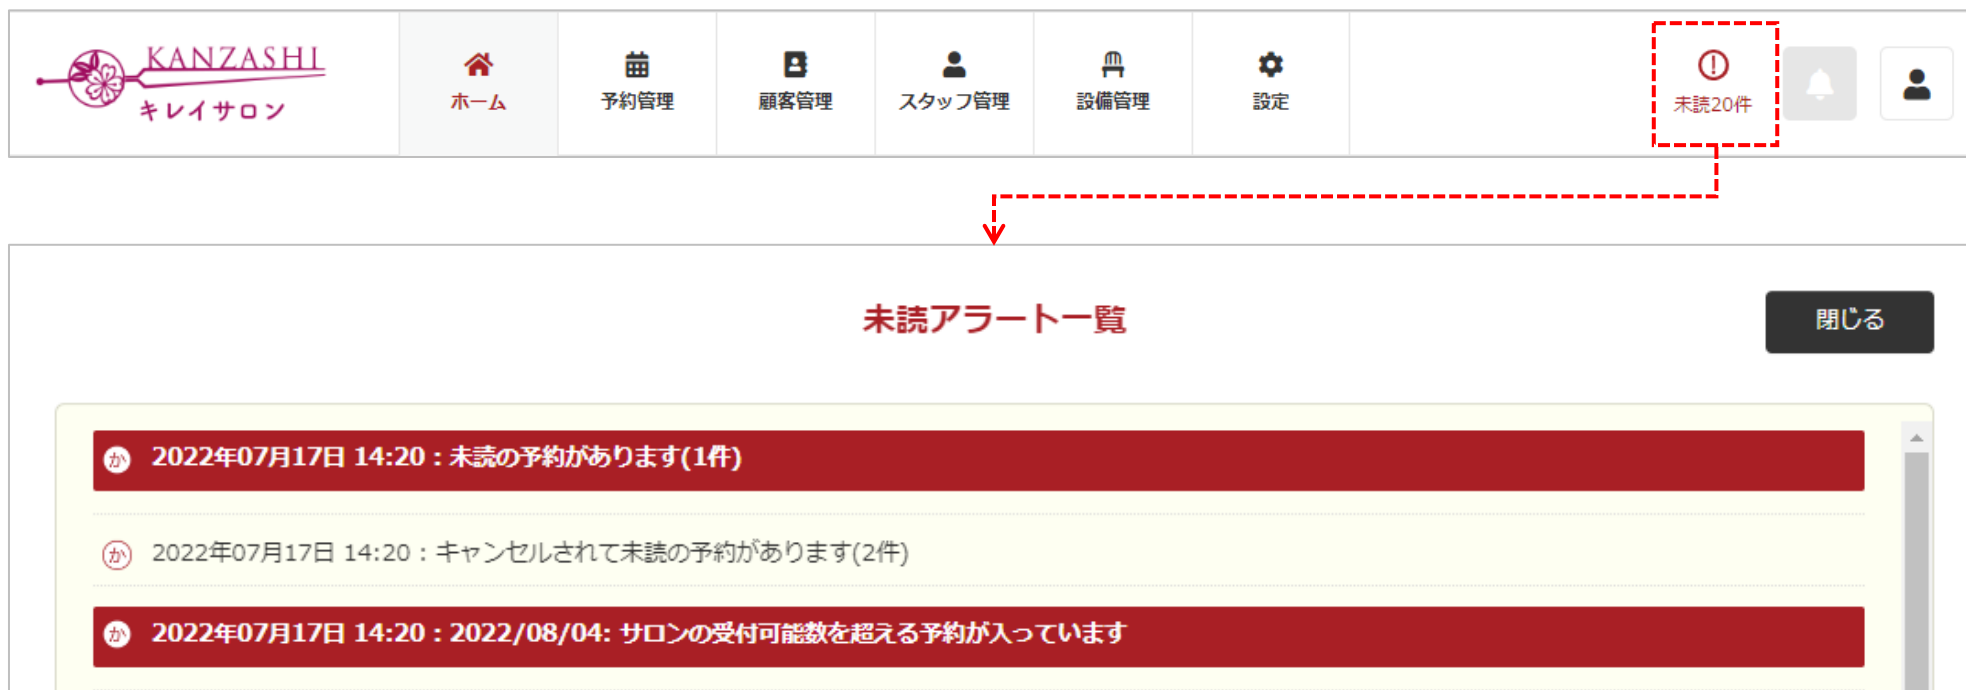 KANZASHI
キレイサロン
ホーム
予約管理
顧客管理
スタッフ管理
設備管理
設定
未読20件
未読アラート一覧
閉じる
か 2022年07月17日 14:20：未読の予約があります(1件)
か 2022年07月17日 14:20：キャンセルされて未読の予約があります(2件)
か 2022年07月17日 14:20：2022/08/04: サロンの受付可能数を超える予約が入っています